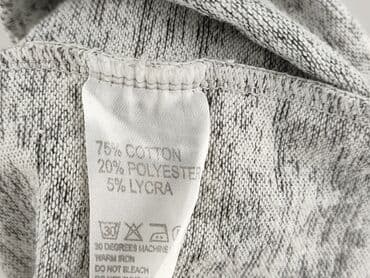 75% COTTON
20% POLYESTER
5% LYCRA
30
30 DEGREES MACHINE
WARM IRON
DO NOT BLEACH